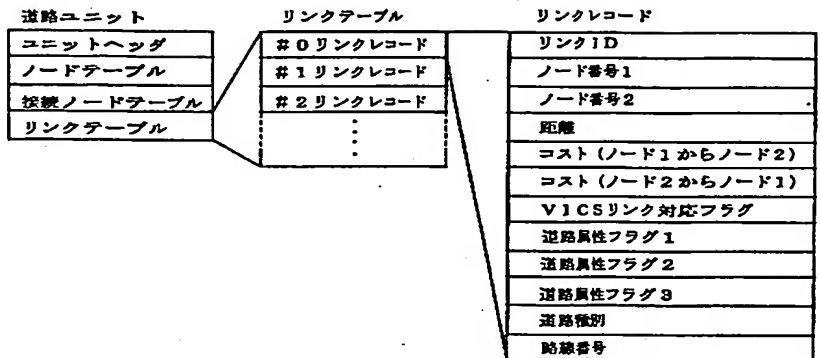 道路ユニット
ユニットヘッダ
ノードテーブル
接続ノードテーブル
リンクテーブル
リンクテーブル
#0リンクレコード
#1リンクレコード
#2リンクレコード
リンクレコード
リンクID
ノード番号1
ノード番号2
距離
コスト(ノード1からノード2)
コスト(ノード2からノード1)
VICSリンク対応フラグ
道路属性フラグ1
道路属性フラグ2
道路属性フラグ3
道路種別
路線番号